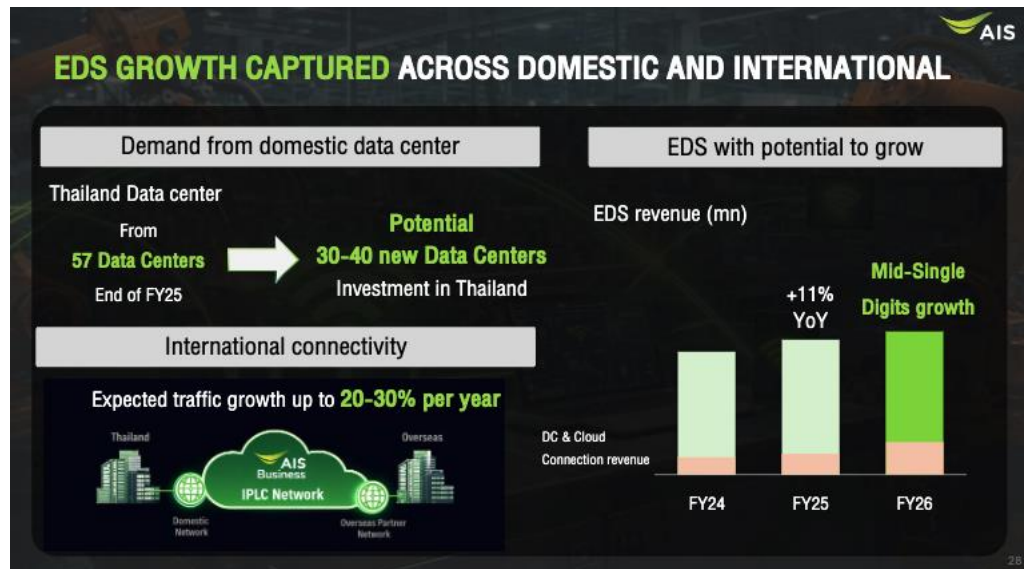 AIS
EDS GROWTH CAPTURED ACROSS DOMESTIC AND INTERNATIONAL
Demand from domestic data center
Thailand Data center
From
57 Data Centers
End of FY25
Potential
30-40 new Data Centers
Investment in Thailand
International connectivity
Expected traffic growth up to 20-30% per year
Thailand
Overseas
AIS
Business
IPLC Network
Domestic
Network
Overseas Partner
Network
EDS with potential to grow
EDS revenue (mn)
+11%
YoY
Mid-Single
Digits growth
DC & Cloud
Connection revenue
FY24
FY25
FY26
28